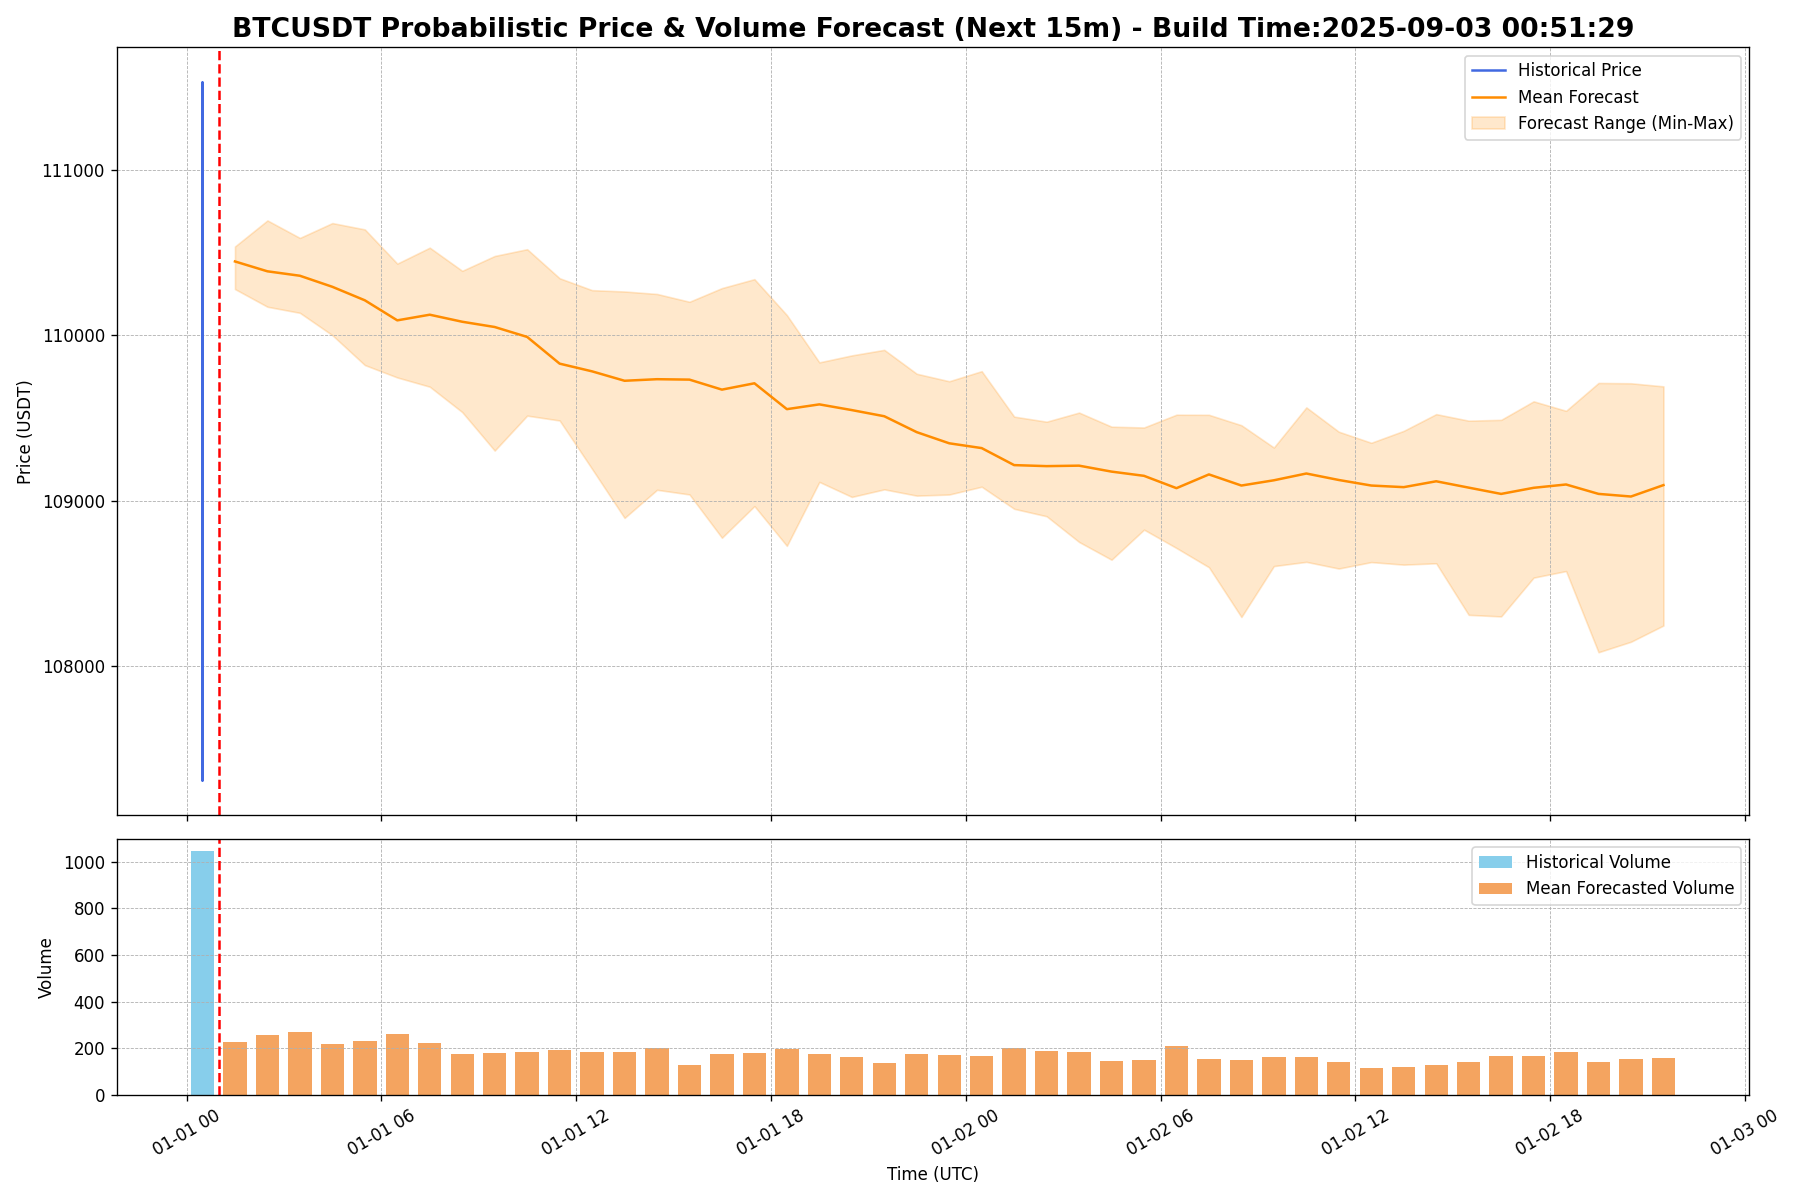 BTCUSDT Probabilistic Price & Volume Forecast (Next 15m) - Build Time:2025-09-03 00:51:29
Historical Price
Mean Forecast
Forecast Range (Min-Max)
Price (USDT)
111000
110000
109000
108000
Historical Volume
Mean Forecasted Volume
Volume
1000
800
600
400
200
0
01-01 00
01-01 06
01-01 12
01-01 18
01-02 00
01-02 06
01-02 12
01-02 18
01-03 00
Time (UTC)